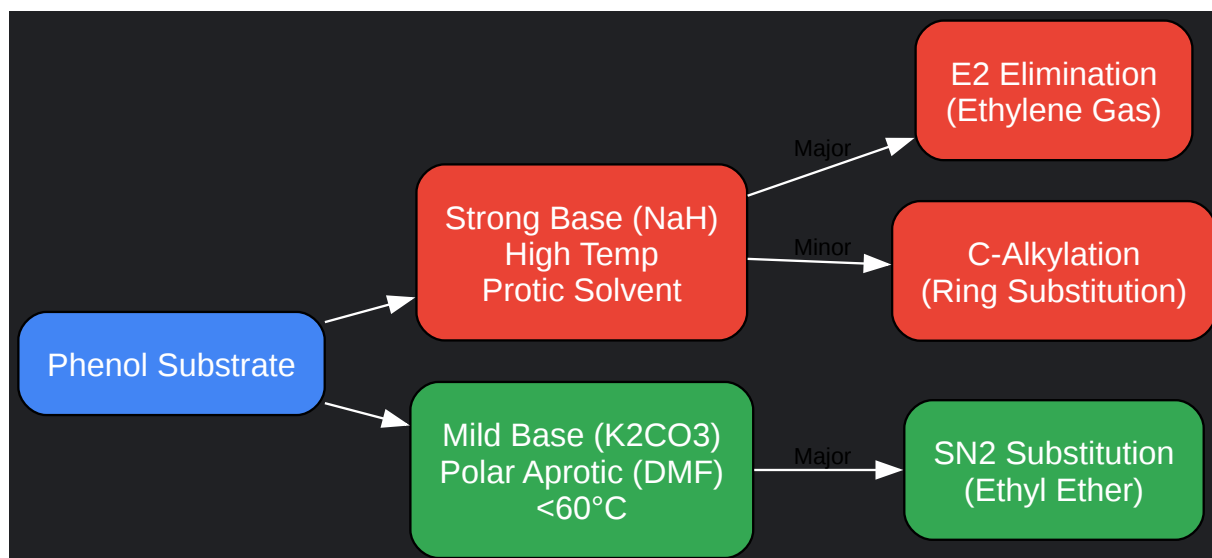 Phenol Substrate
Strong Base (NaH)
High Temp
Protic Solvent
Mild Base (K2CO3)
Polar Aprotic (DMF)
<60°C
Major
Minor
Major
E2 Elimination
(Ethylene Gas)
C-Alkylation
(Ring Substitution)
SN2 Substitution
(Ethyl Ether)